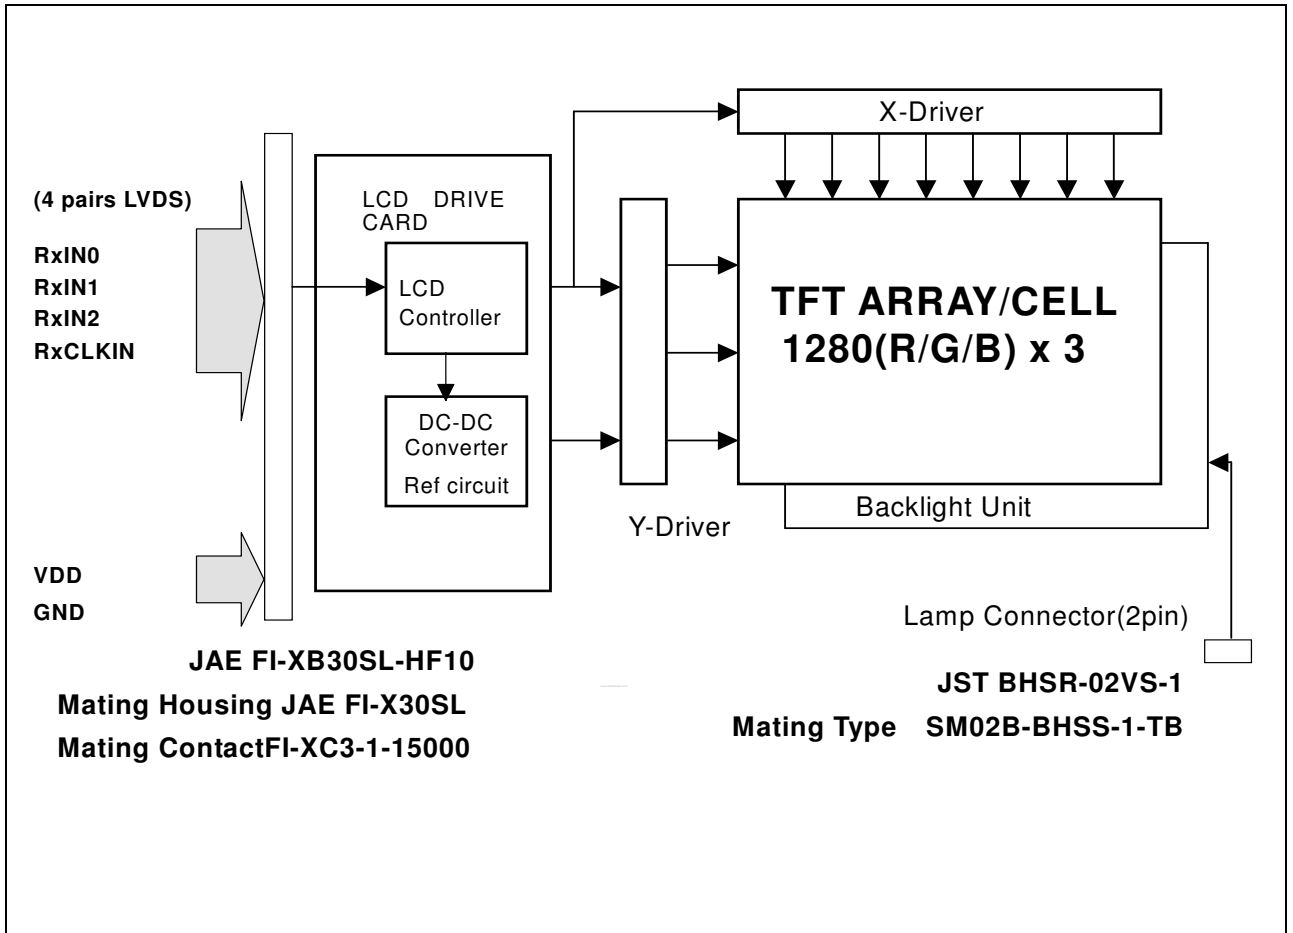 X-Driver
(4 pairs LVDS)
RxIN0
RxIN1
RxIN2
RxCLKIN
LCD DRIVE
CARD
LCD
Controller
DC-DC
Converter
Ref circuit
TFT ARRAY/CELL
1280(R/G/B) x 3
Backlight Unit
Y-Driver
VDD
GND
Lamp Connector(2pin)
JAE FI-XB30SL-HF10
Mating Housing JAE FI-X30SL
Mating ContactFI-XC3-1-15000
JST BHSR-02VS-1
Mating Type SM02B-BHSS-1-TB